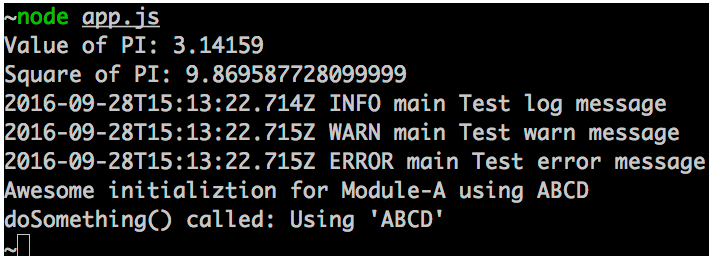 ~node app.js
Value of PI: 3.14159
Square of PI: 9.869587728099999
2016-09-28T15:13:22.714Z INFO main Test log message
2016-09-28T15:13:22.715Z WARN main Test warn message
2016-09-28T15:13:22.715Z ERROR main Test error message
Awesome initializtion for Module-A using ABCD
doSomething() called: Using 'ABCD'
~